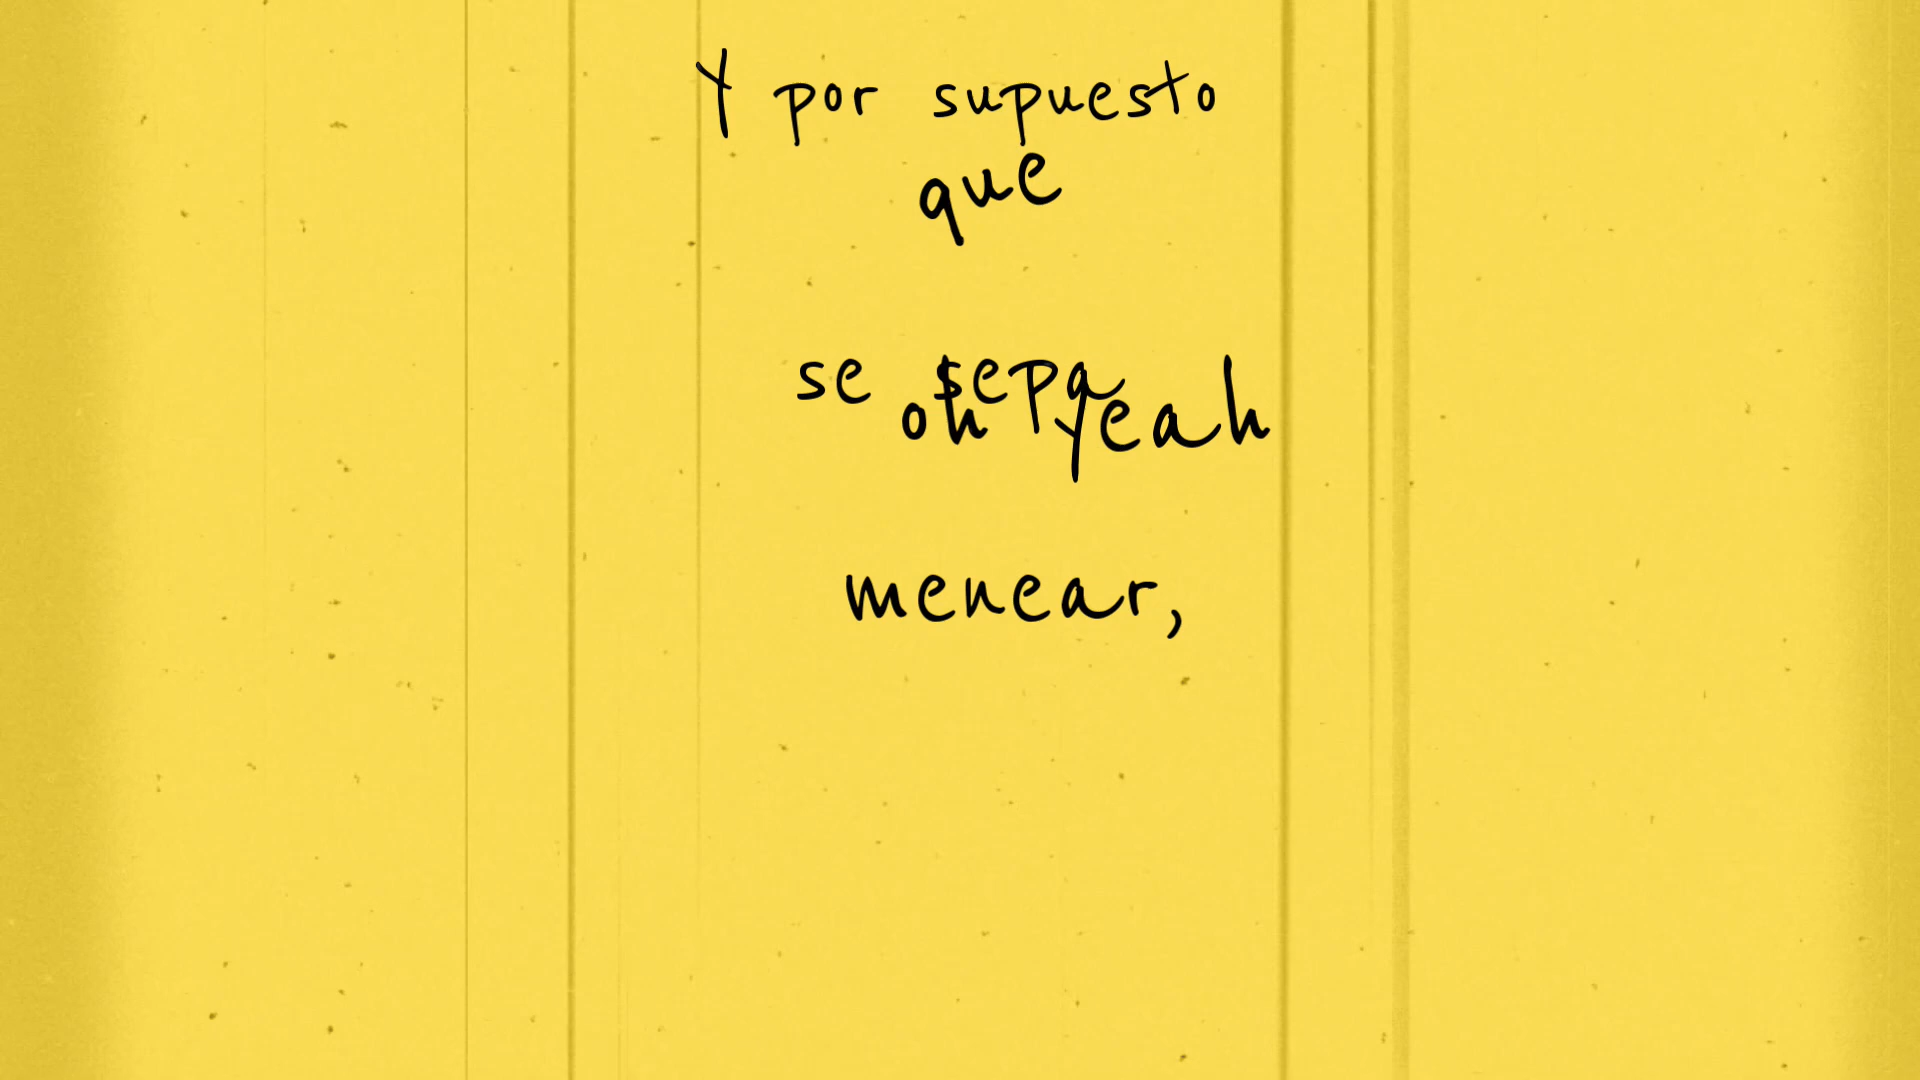 Y por supuesto
que
se sepa
oh yeah
menear,